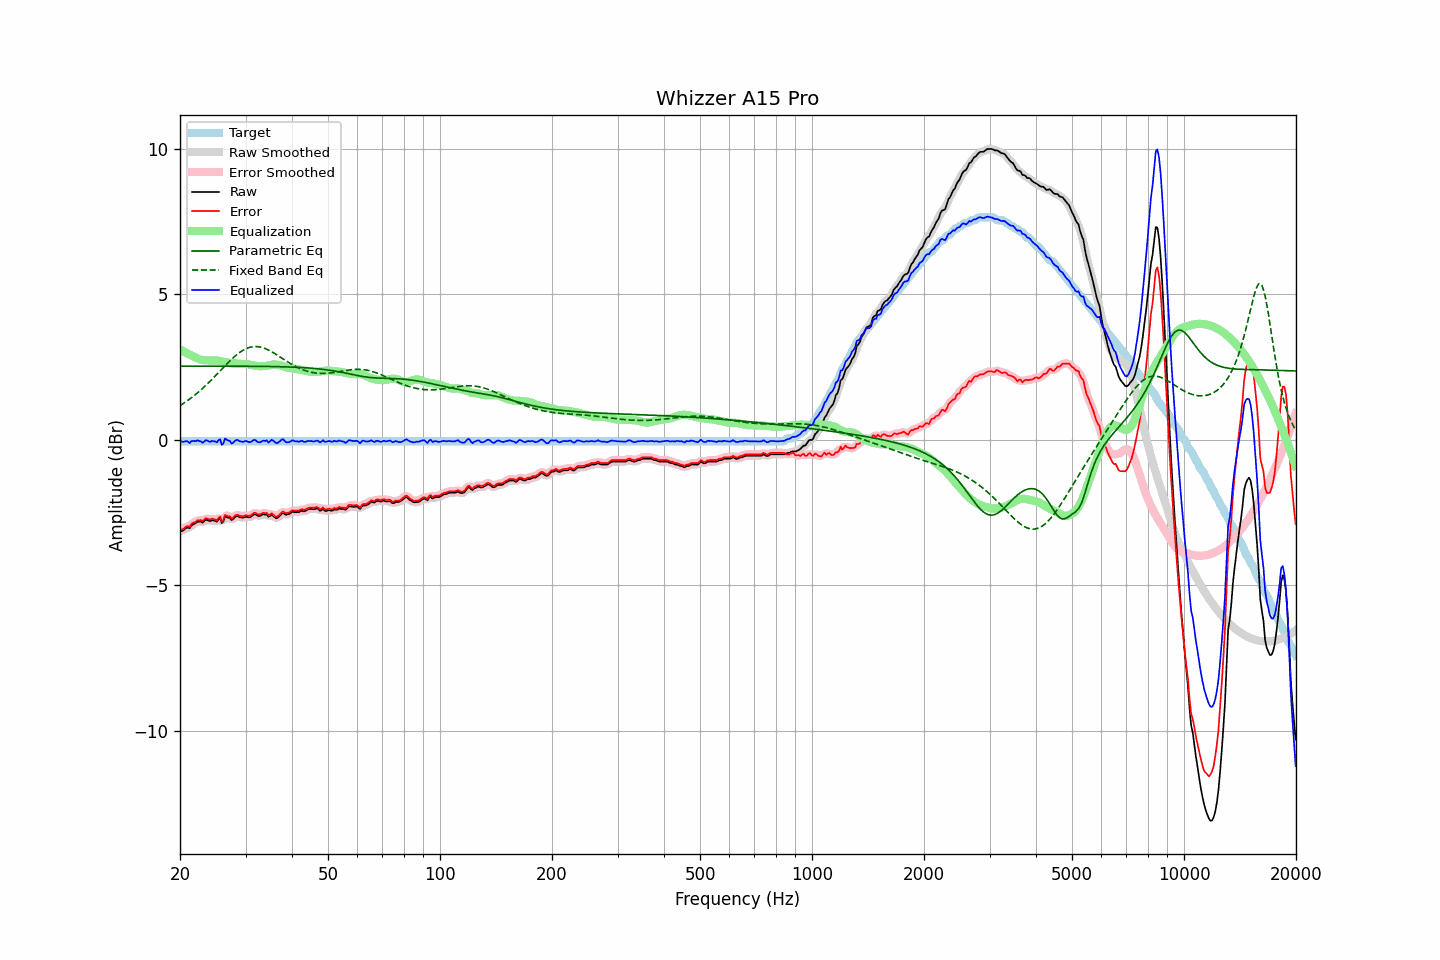 Whizzer A15 Pro
Target
Raw Smoothed
Error Smoothed
Raw
Error
Equalization
Parametric Eq
Fixed Band Eq
Equalized
10
5
0
−5
−10
Amplitude (dBr)
20
50
100
200
500
1000
2000
5000
10000
20000
Frequency (Hz)